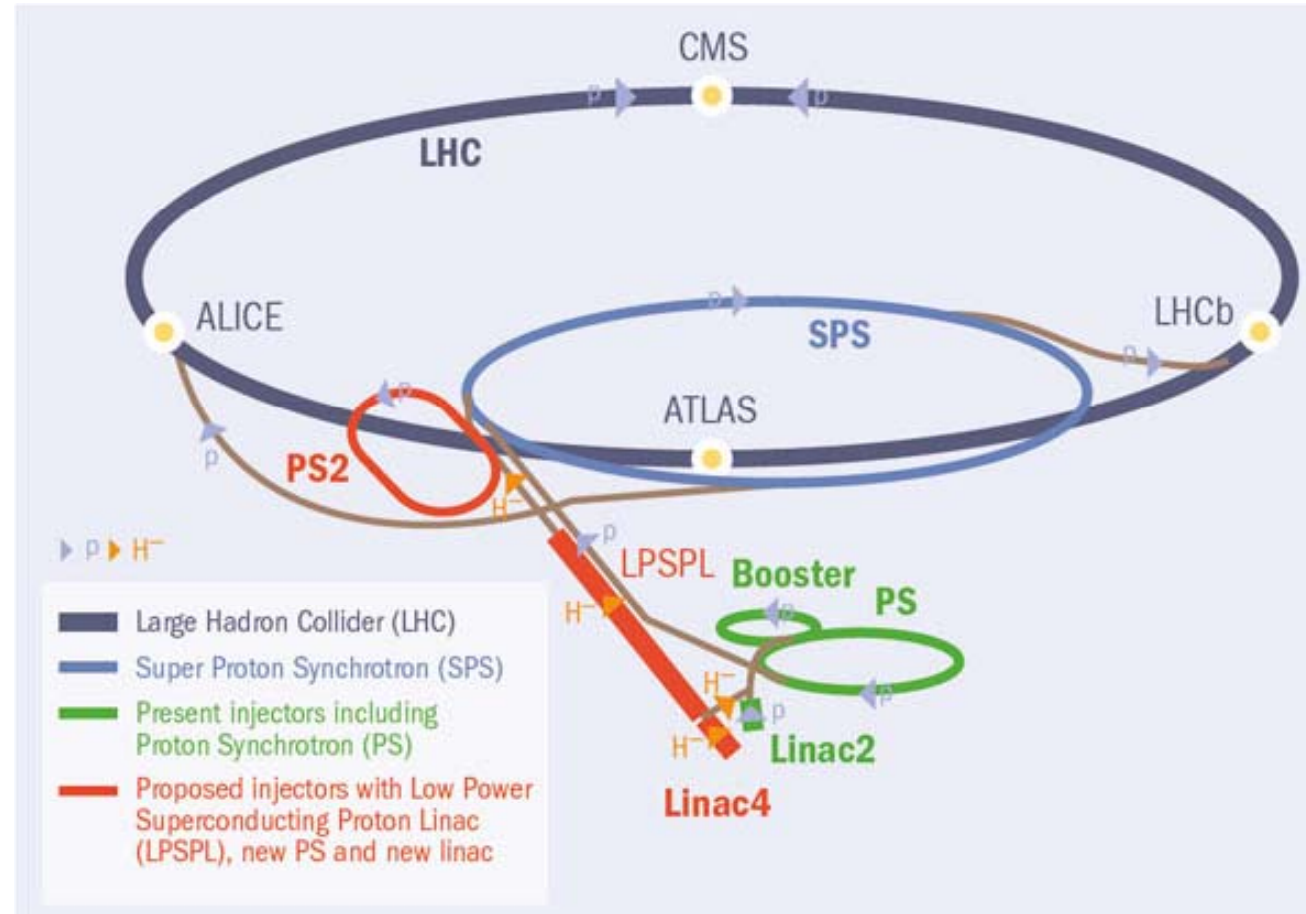 CMS
p
p
LHC
ALICE
p
SPS
LHCb
p
p
ATLAS
PS2
p
H⁻
p H⁻
p
LPSPL
Booster
PS
H⁻
p
H⁻
p
p
H⁻
Linac2
Linac4
Large Hadron Collider (LHC)
Super Proton Synchrotron (SPS)
Present injectors including
Proton Synchrotron (PS)
Proposed injectors with Low Power
Superconducting Proton Linac
(LPSPL), new PS and new linac